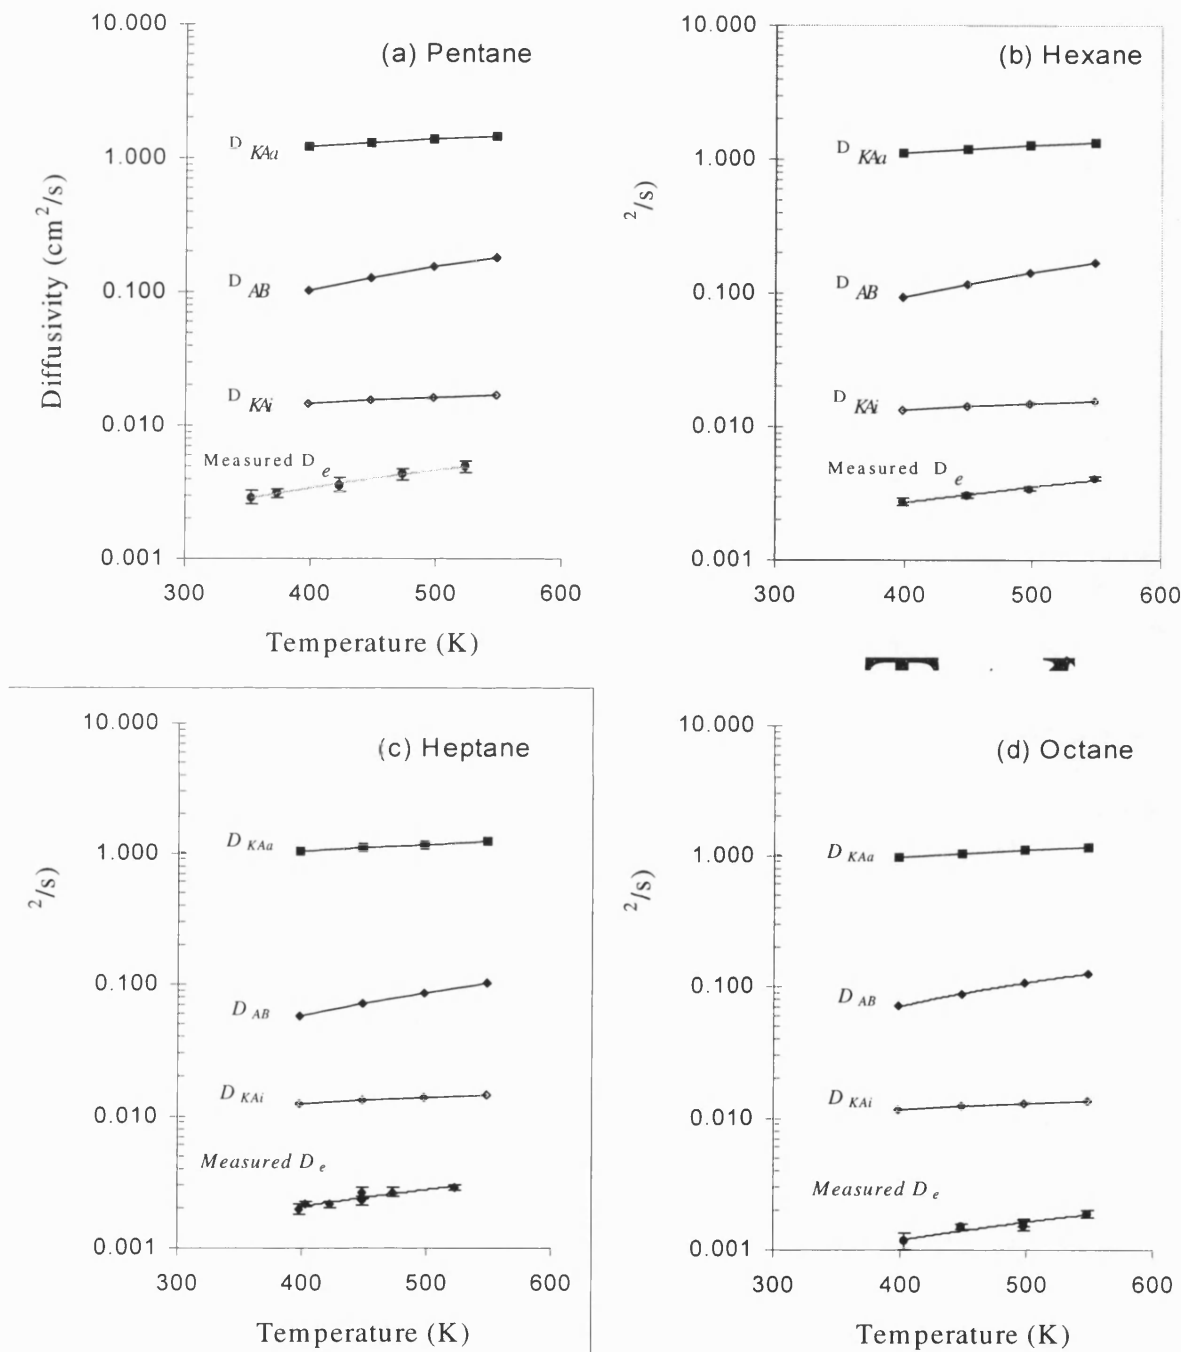 (a) Pentane
10.000
1.000
0.100
0.010
0.001
Diffusivity (cm²/s)
D KAa
D AB
D KAi
Measured D e
300 400 500 600
Temperature (K)
(b) Hexane
10.000
1.000
0.100
0.010
0.001
²/s)
D KAa
D AB
D KAi
Measured D e
300 400 500 600
(c) Heptane
10.000
1.000
0.100
0.010
0.001
²/s)
D KAa
D AB
D KAi
Measured D e
300 400 500 600
Temperature (K)
(d) Octane
10.000
1.000
0.100
0.010
0.001
²/s)
D KAa
D AB
D KAi
Measured D e
300 400 500 600
Temperature (K)